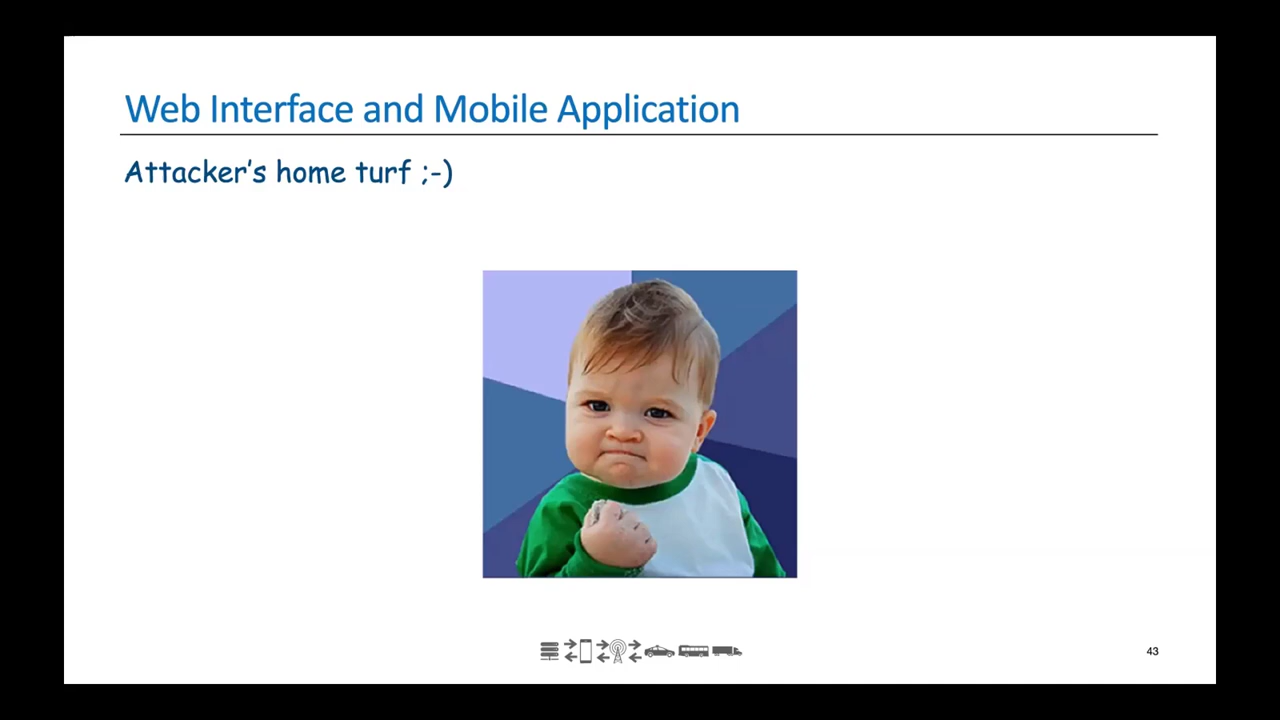 Web Interface and Mobile Application
Attacker’s home turf ;-)
43